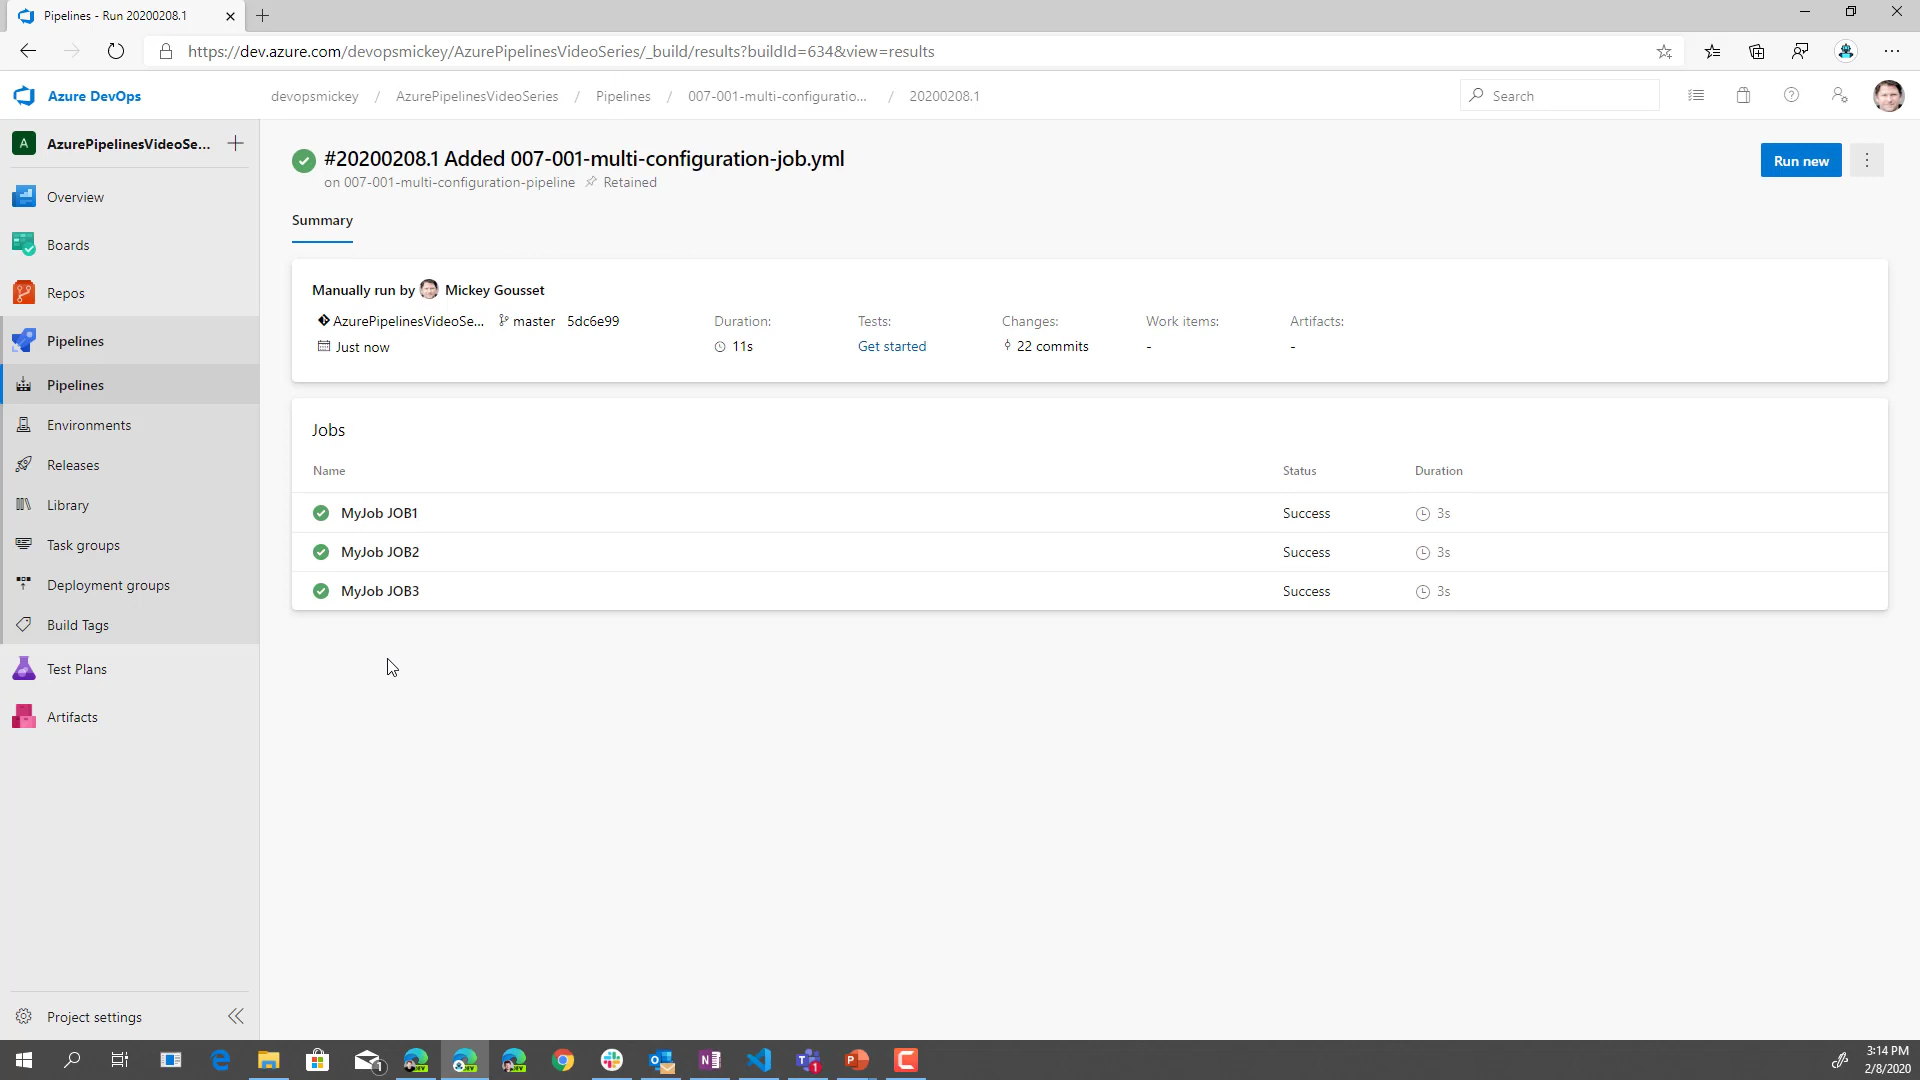 Pipelines - Run 20200208.1
https://dev.azure.com/devopsmickey/AzurePipelinesVideoSeries/_build/results?buildId=634&view=results
Azure DevOps
devopsmickey / AzurePipelinesVideoSeries / Pipelines / 007-001-multi-configuratio... / 20200208.1
Search
A AzurePipelinesVideoSe...
Overview
Boards
Repos
Pipelines
Pipelines
Environments
Releases
Library
Task groups
Deployment groups
Build Tags
Test Plans
Artifacts
Project settings
#20200208.1 Added 007-001-multi-configuration-job.yml
on 007-001-multi-configuration-pipeline Retained
Run new
Summary
Manually run by Mickey Gousset
AzurePipelinesVideoSe... master 5dc6e99 Duration: Tests: Changes: Work items: Artifacts:
Just now 11s Get started 22 commits - -
Jobs
Name Status Duration
MyJob JOB1 Success 3s
MyJob JOB2 Success 3s
MyJob JOB3 Success 3s
3:14 PM
2/8/2020